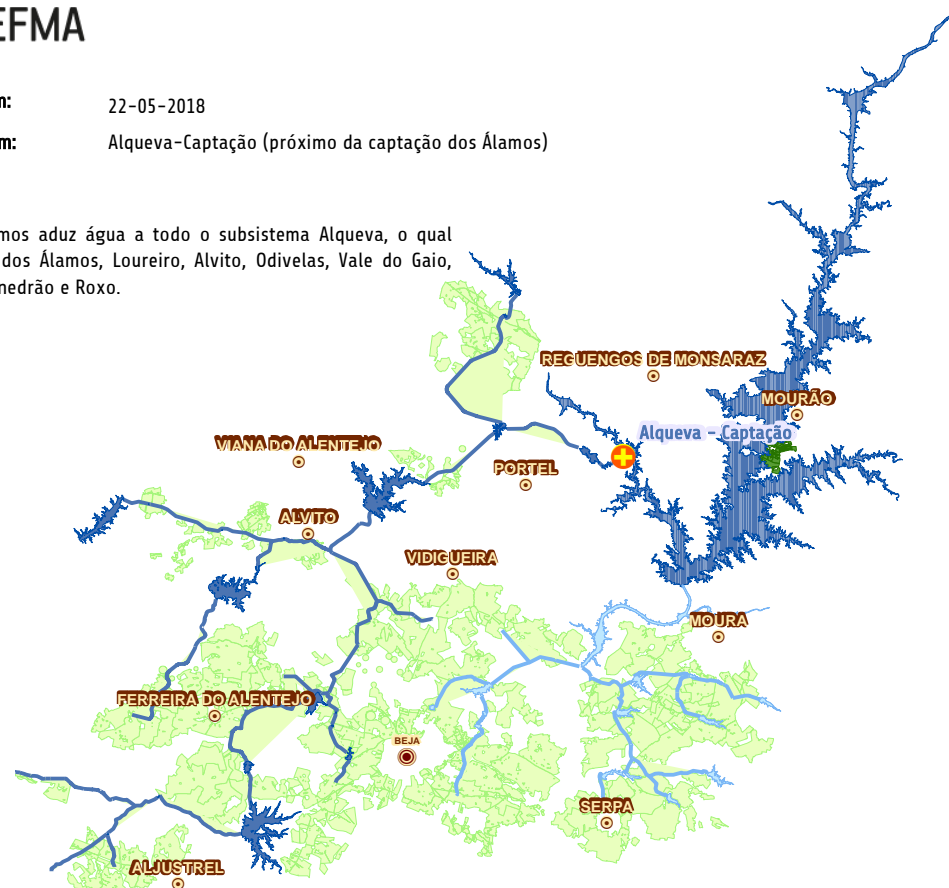 EFMA
m:
22-05-2018
m:
Alqueva-Captação (próximo da captação dos Álamos)
mos aduz água a todo o subsistema Alqueva, o qual
dos Álamos, Loureiro, Alvito, Odivelas, Vale do Gaio,
nedrão e Roxo.
REGUENGOS DE MONSARAZ
MOURÃO
Alqueva - Captação
VIANA DO ALENTEJO
PORTEL
ALVITO
VIDIGUEIRA
MOURA
FERREIRA DO ALENTEJO
BEJA
SERPA
ALJUSTREL